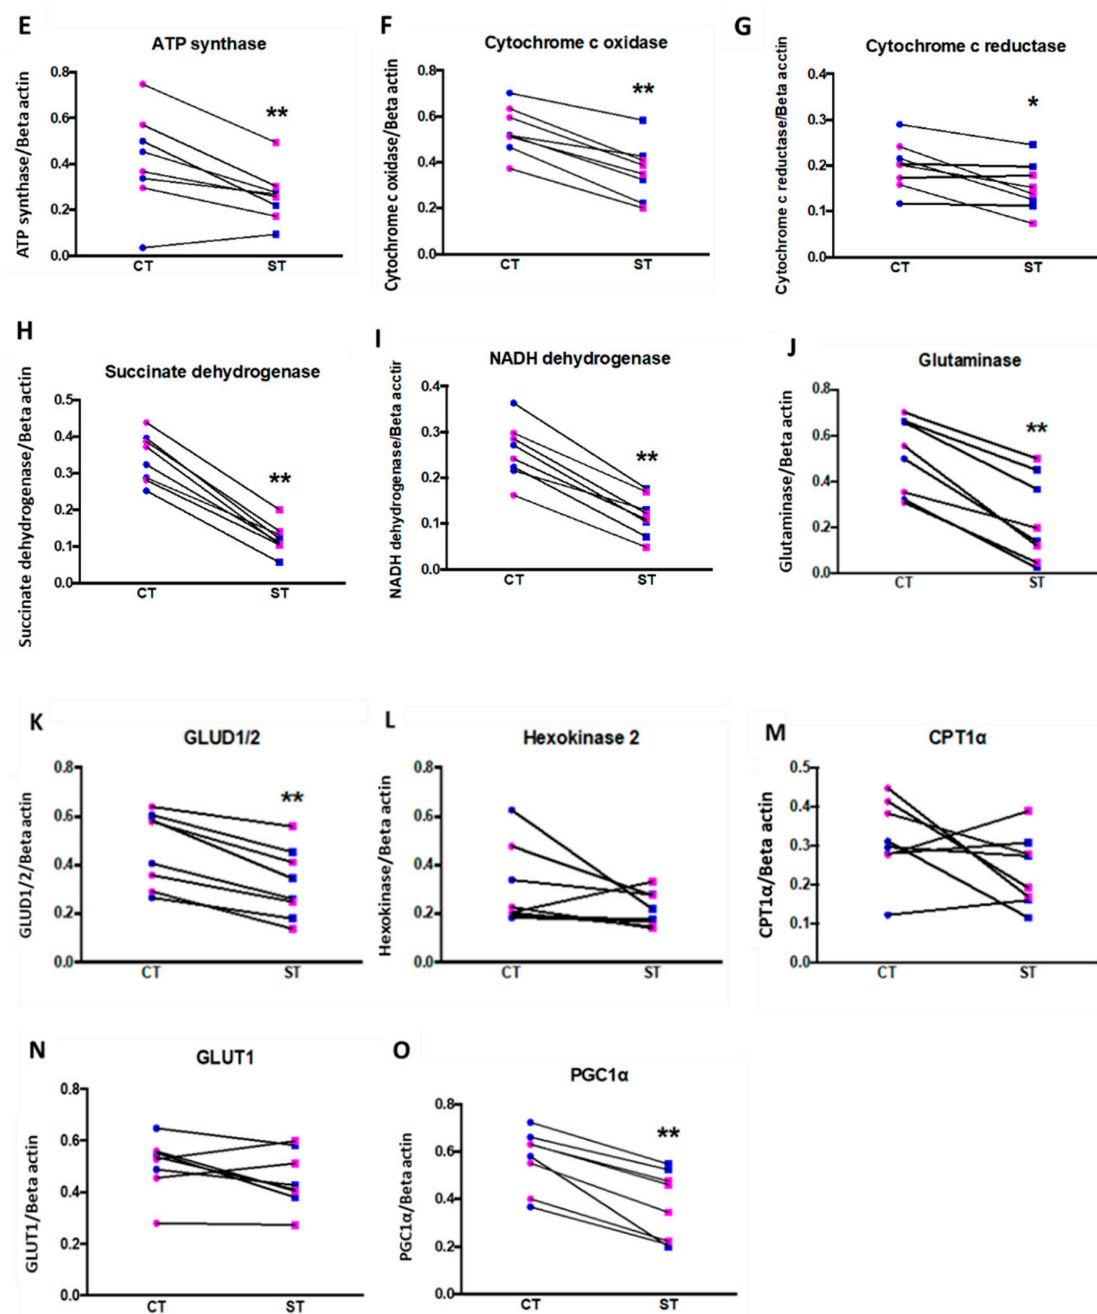 E
ATP synthase
ATP synthase/Beta actin
0.8
0.6
0.4
0.2
0.0
**
CT
ST
F
Cytochrome c oxidase
Cytochrome c oxidase/Beta actin
0.8
0.6
0.4
0.2
0.0
**
CT
ST
G
Cytochrome c reductase
Cytochrome c reductase/Beta acctin
0.4
0.3
0.2
0.1
0.0
*
CT
ST
H
Succinate dehydrogenase
Succinate dehydrogenase/Beta actin
0.5
0.4
0.3
0.2
0.1
0.0
**
CT
ST
I
NADH dehydrogenase
NADH dehydrogenase/Beta acctir
0.4
0.3
0.2
0.1
0.0
**
CT
ST
J
Glutaminase
Glutaminase/Beta actin
0.8
0.6
0.4
0.2
0.0
**
CT
ST
K
GLUD1/2
GLUD1/2/Beta actin
0.8
0.6
0.4
0.2
0.0
**
CT
ST
L
Hexokinase 2
Hexokinase/Beta actin
0.8
0.6
0.4
0.2
0.0
CT
ST
M
CPT1α
CPT1α/Beta actin
0.5
0.4
0.3
0.2
0.1
0.0
CT
ST
N
GLUT1
GLUT1/Beta actin
0.8
0.6
0.4
0.2
0.0
CT
ST
O
PGC1α
PGC1α/Beta actin
0.8
0.6
0.4
0.2
0.0
**
CT
ST